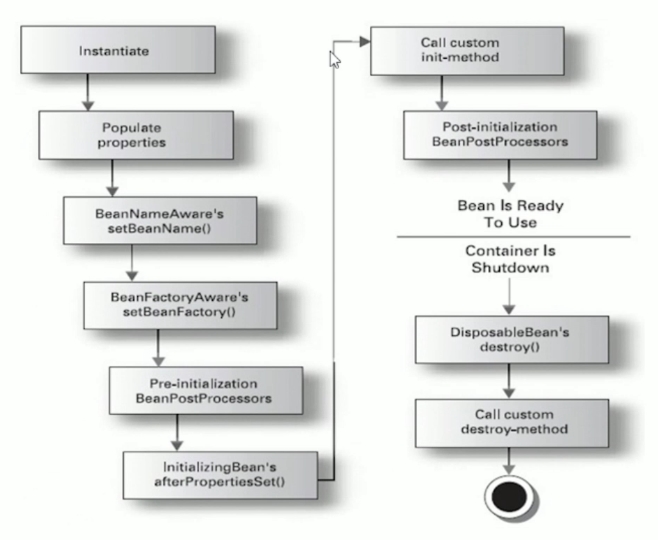 Instantiate
Populate
properties
BeanNameAware's
setBeanName()
BeanFactoryAware's
setBeanFactory()
Pre-initialization
BeanPostProcessors
InitializingBean's
afterPropertiesSet()
Call custom
init-method
Post-initialization
BeanPostProcessors
Bean Is Ready
To Use
Container Is
Shutdown
DisposableBean's
destroy()
Call custom
destroy-method